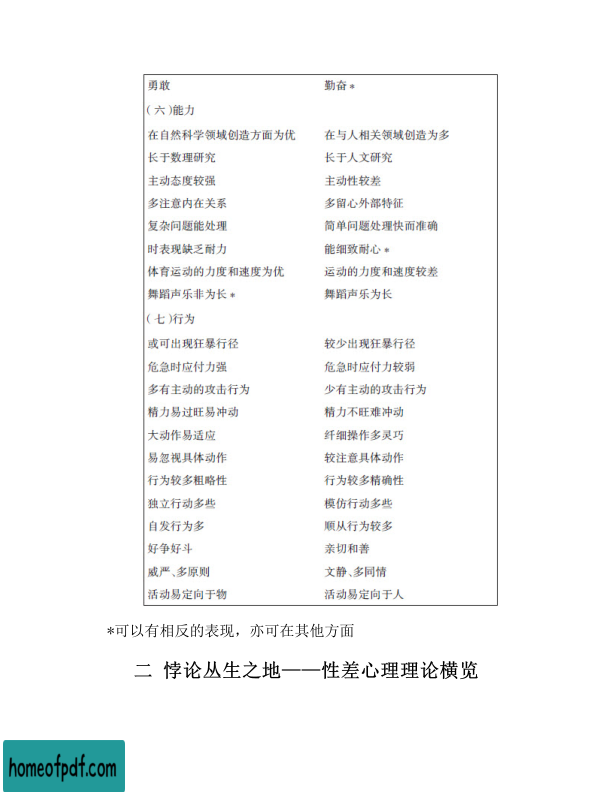 勇敢 勤奋*
(六)能力
在自然科学领域创造方面为优 在与人相关领域创造为多
长于数理研究 长于人文研究
主动态度较强 主动性较差
多注意内在关系 多留心外部特征
复杂问题能处理 简单问题处理快而准确
时表现缺乏耐力 能细致耐心*
体育运动的力度和速度为优 运动的力度和速度较差
舞蹈声乐非为长* 舞蹈声乐为长
(七)行为
或可出现狂暴行径 较少出现狂暴行径
危急时应付力强 危急时应付力较弱
多有主动的攻击行为 少有主动的攻击行为
精力易过旺易冲动 精力不旺难冲动
大动作易适应 纤细操作多灵巧
易忽视具体动作 较注意具体动作
行为较多粗略性 行为较多精确性
独立行动多些 模仿行动多些
自发行为多 顺从行为较多
好争好斗 亲切和善
威严、多原则 文静、多同情
活动易定向于物 活动易定向于人
*可以有相反的表现，亦可在其他方面
二 悖论丛生之地——性差心理理论横览
homeofpdf.com